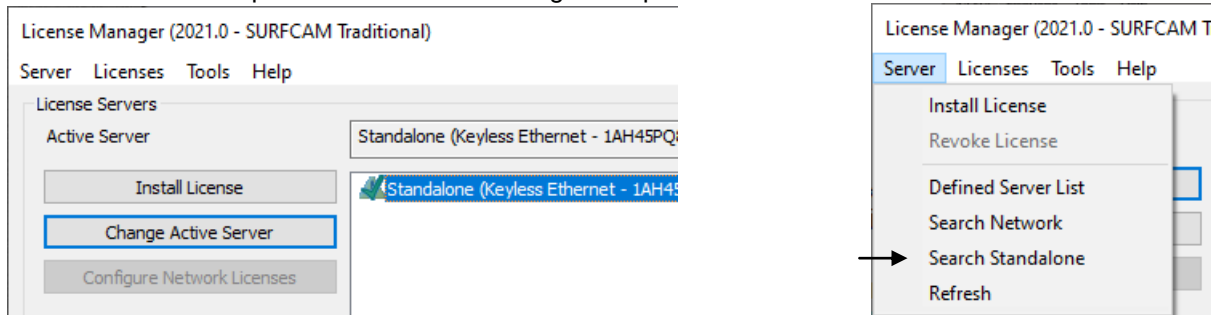 License Manager (2021.0 - SURFCAM Traditional)
Server Licenses Tools Help
License Servers
Active Server
Standalone (Keyless Ethernet - 1AH45PQ
Install License
Standalone (Keyless Ethernet - 1AH45
Change Active Server
Configure Network Licenses
License Manager (2021.0 - SURFCAM T
Server Licenses Tools Help
Install License
Revoke License
Defined Server List
Search Network
Search Standalone
Refresh